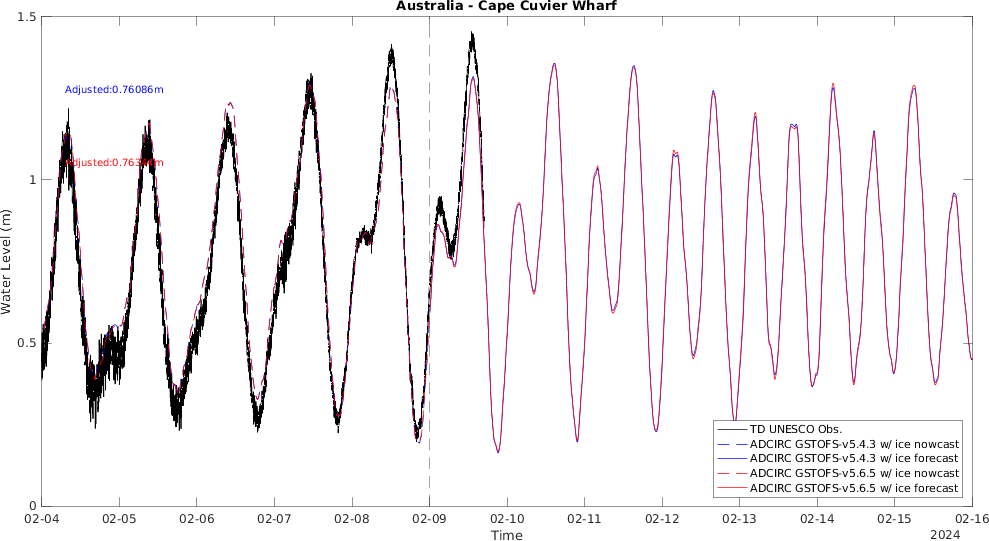 Australia - Cape Cuvier Wharf
1.5
1
0.5
0
Water Level (m)
Adjusted:0.76086m
Adjusted:0.763
TD UNESCO Obs.
ADCIRC GSTOFS-v5.4.3 w/ ice nowcast
ADCIRC GSTOFS-v5.4.3 w/ ice forecast
ADCIRC GSTOFS-v5.6.5 w/ ice nowcast
ADCIRC GSTOFS-v5.6.5 w/ ice forecast
02-04 02-05 02-06 02-07 02-08 02-09 02-10 02-11 02-12 02-13 02-14 02-15 02-16
Time
2024